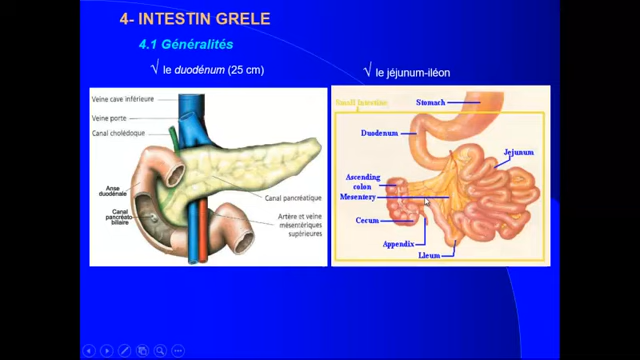 4- INTESTIN GRELE
4.1 Généralités
√ le duodénum (25 cm)
√ le jéjunum-iléon
Veine cave inférieure
Veine porte
Canal cholédoque
Anse
duodénale
Canal
pancréato
biliaire
Canal pancréatique
Artère et veine
mésentériques
supérieures
Small Intestine
Stomach
Duodenum
Jejunum
Ascending
colon
Mesentery
Cecum
Appendix
Lleum